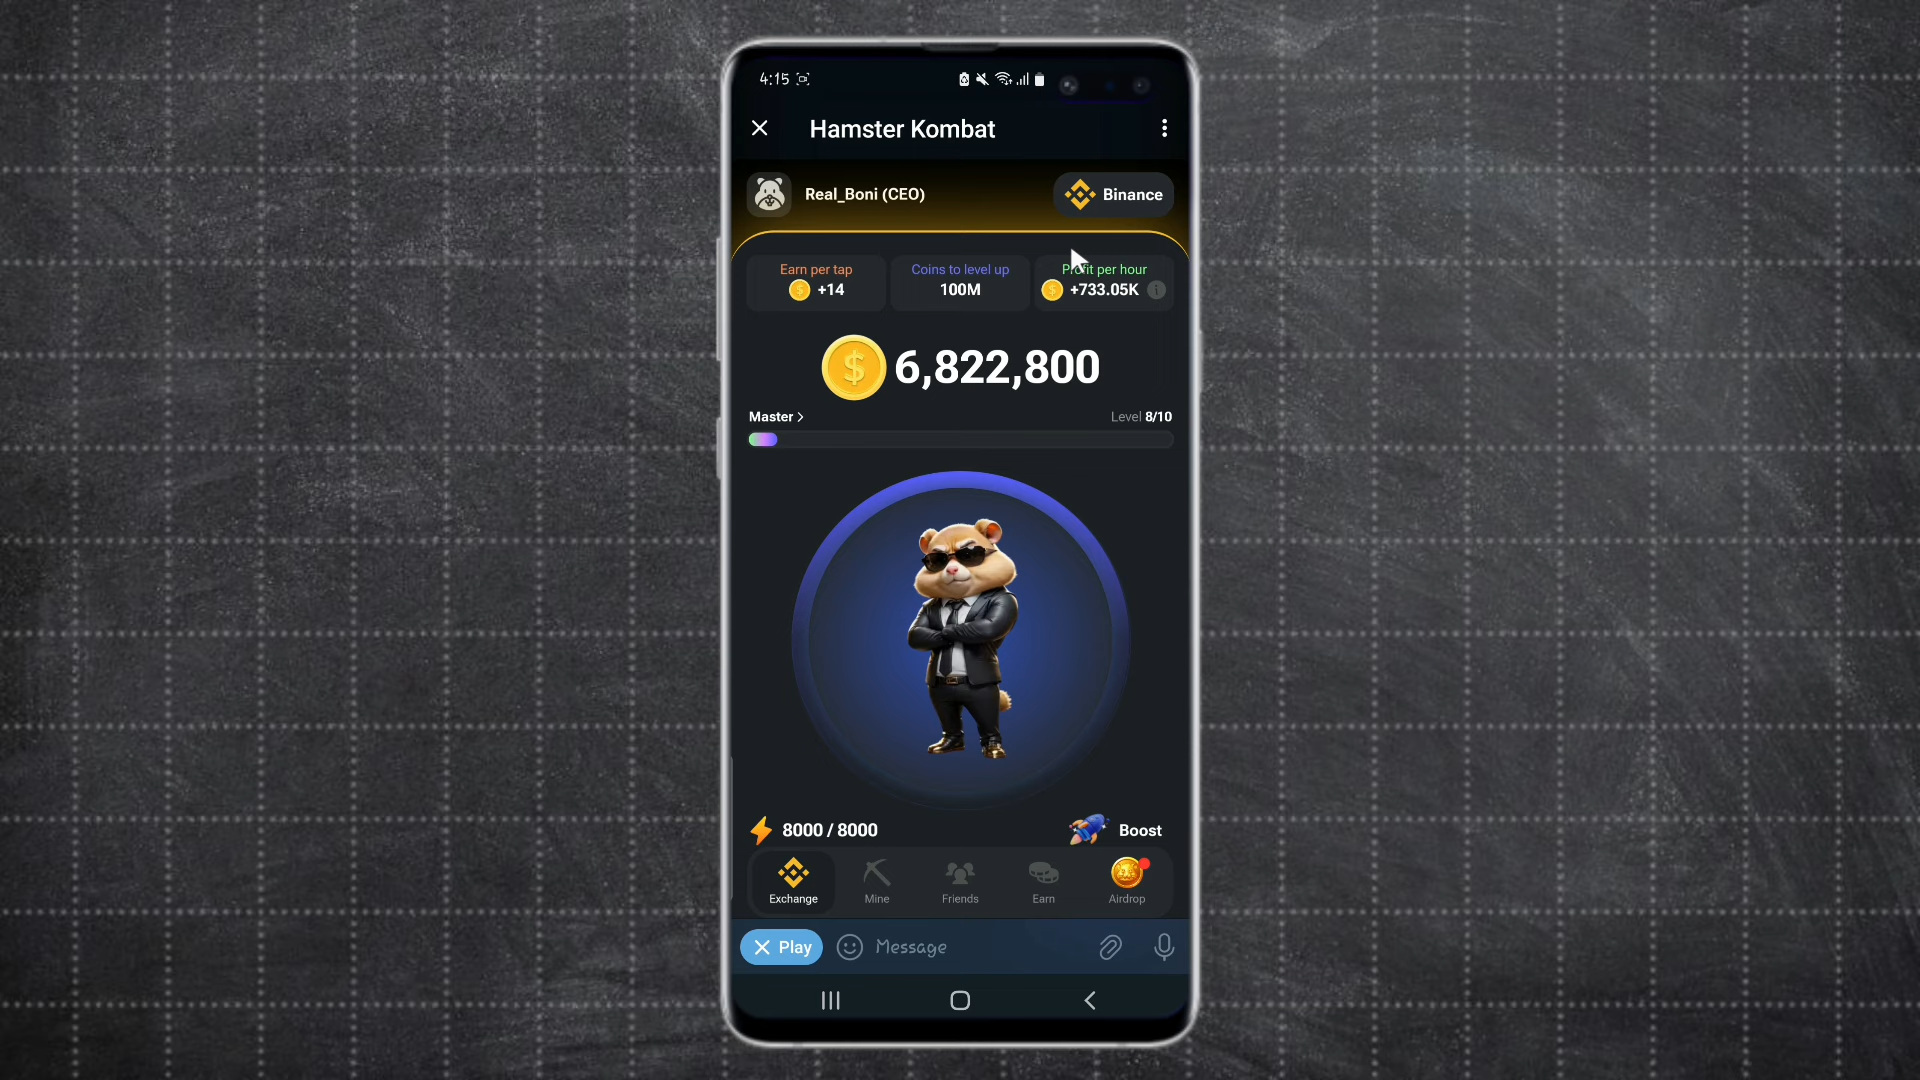 4:15
Hamster Kombat
Real_Boni (CEO)
Binance
Earn per tap
+14
Coins to level up
100M
Profit per hour
+733.05K
6,822,800
Master >
Level 8/10
8000 / 8000
Boost
Exchange
Mine
Friends
Earn
Airdrop
Play
Message